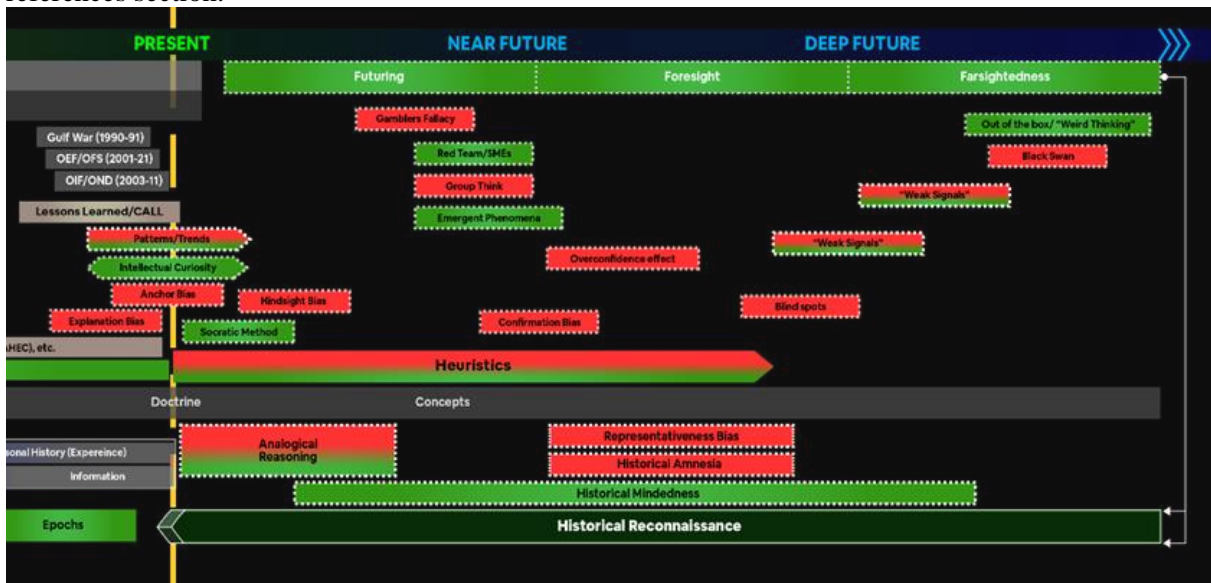 references section.
PRESENT NEAR FUTURE DEEP FUTURE
Futuring Foresight Farsightedness
Gamblers Fallacy
Out of the box/ "Weird Thinking"
Gulf War (1990-91)
Red Team/SMEs
Black Swan
OEF/OFS (2001-21)
OIF/OND (2003-11)
Group Think
"Weak Signals"
Lessons Learned/CALL
Emergent Phenomena
Patterns/Trends
"Weak Signals"
Intellectual Curiosity
Overconfidence effect
Anchor Bias
Hindsight Bias
Blind spots
Explanation Bias
Socratic Method
Confirmation Bias
AHEC), etc.
Heuristics
Doctrine Concepts
Analogical
Reasoning
Representativeness Bias
sonal History (Expereince)
Historical Amnesia
Information
Historical Mindedness
Epochs
Historical Reconnaissance